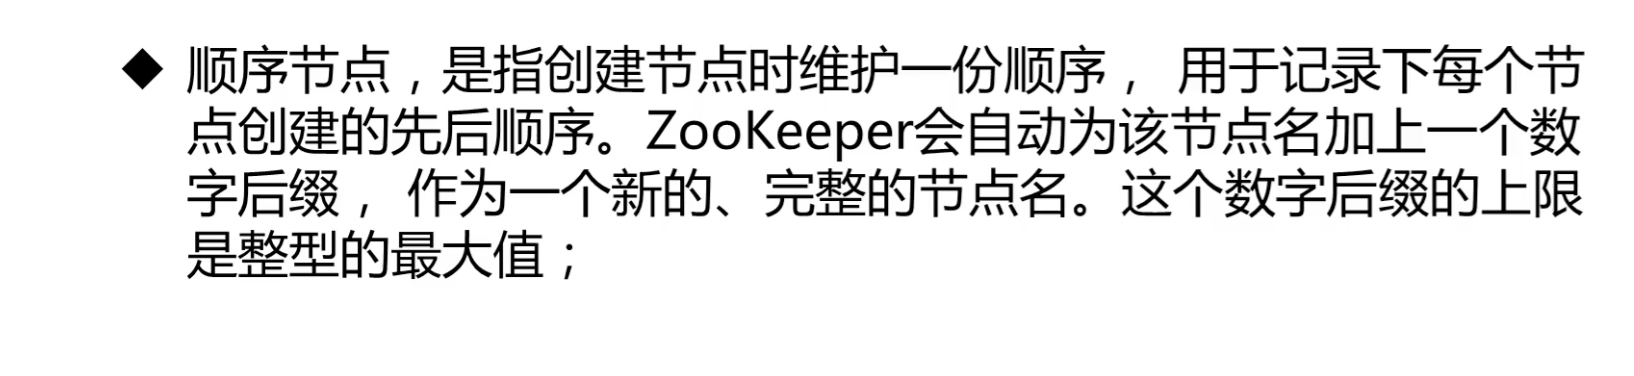 ◆ 顺序节点，是指创建节点时维护一份顺序， 用于记录下每个节
点创建的先后顺序。ZooKeeper会自动为该节点名加上一个数
字后缀， 作为一个新的、完整的节点名。这个数字后缀的上限
是整型的最大值；